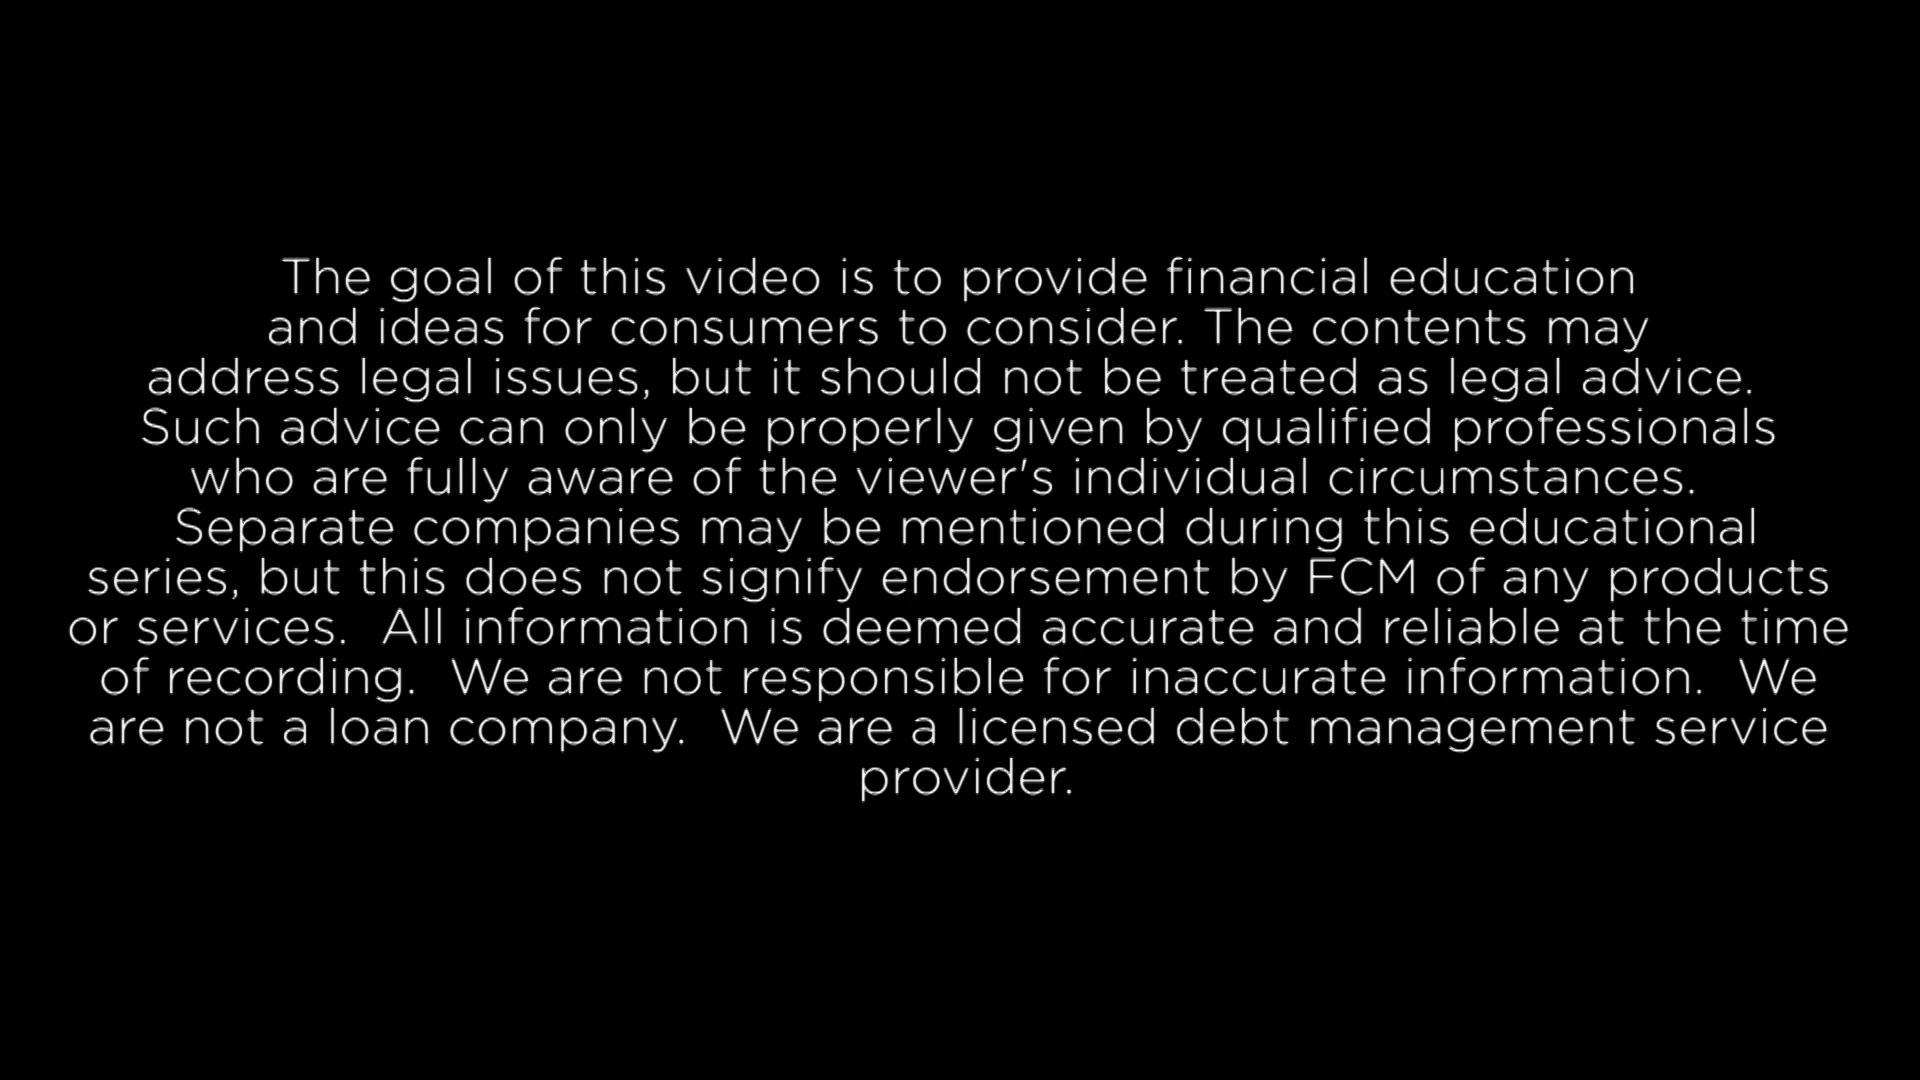 The goal of this video is to provide financial education
and ideas for consumers to consider. The contents may
address legal issues, but it should not be treated as legal advice.
Such advice can only be properly given by qualified professionals
who are fully aware of the viewer's individual circumstances.
Separate companies may be mentioned during this educational
series, but this does not signify endorsement by FCM of any products
or services.  All information is deemed accurate and reliable at the time
of recording.  We are not responsible for inaccurate information.  We
are not a loan company.  We are a licensed debt management service
provider.